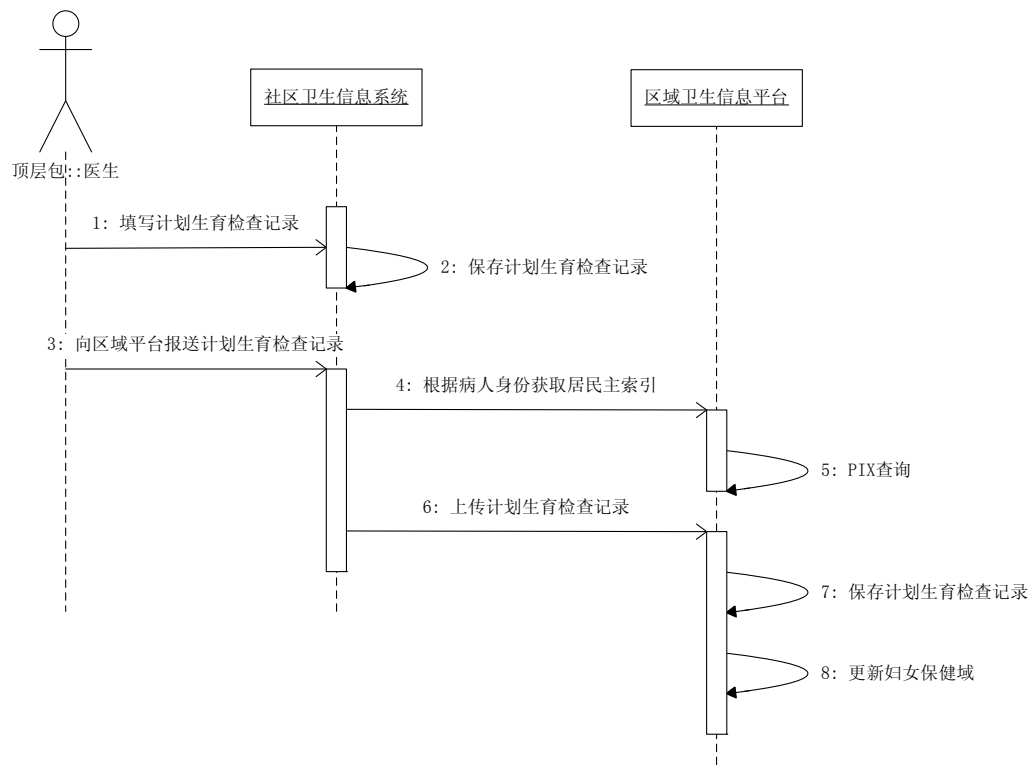 社区卫生信息系统
区域卫生信息平台
顶层包::医生
1: 填写计划生育检查记录
2: 保存计划生育检查记录
3: 向区域平台报送计划生育检查记录
4: 根据病人身份获取居民主索引
5: PIX查询
6: 上传计划生育检查记录
7: 保存计划生育检查记录
8: 更新妇女保健域